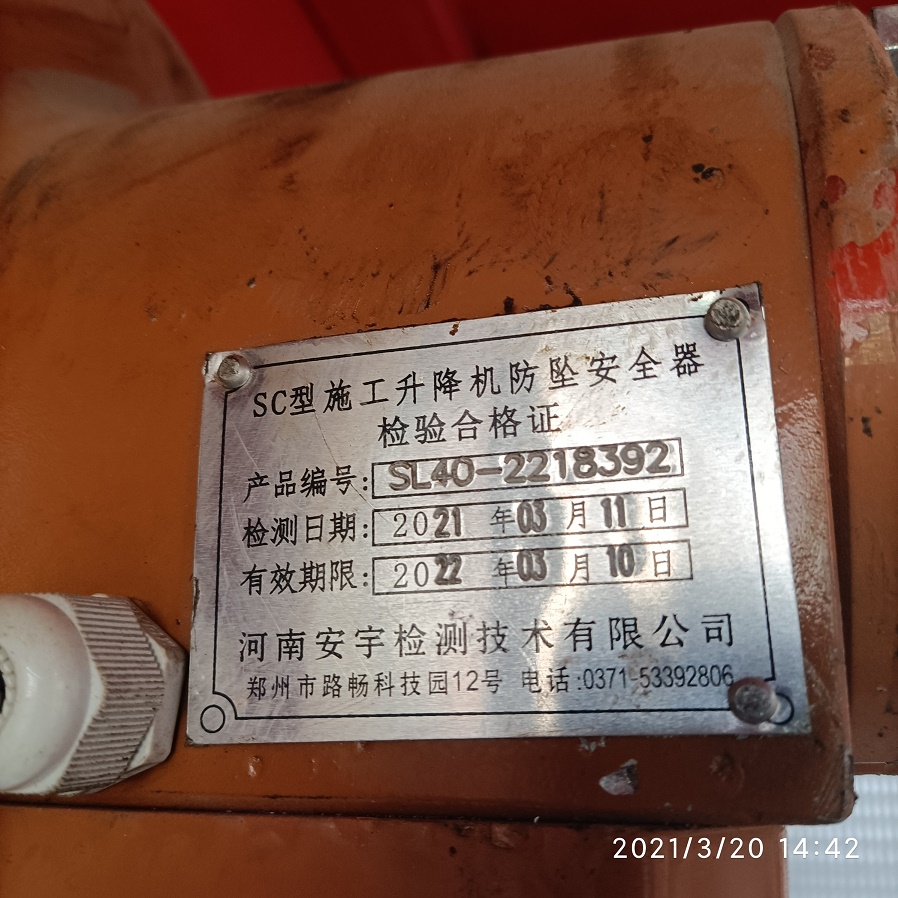 SC型施工升降机防坠安全器
检验合格证
产品编号: SL40-2218392
检测日期: 2021 年03 月 11 日
有效期限: 2022 年03 月 10 日
河南安宇检测技术有限公司
郑州市路畅科技园12号 电话:0371-53392806
2021/3/20 14:42